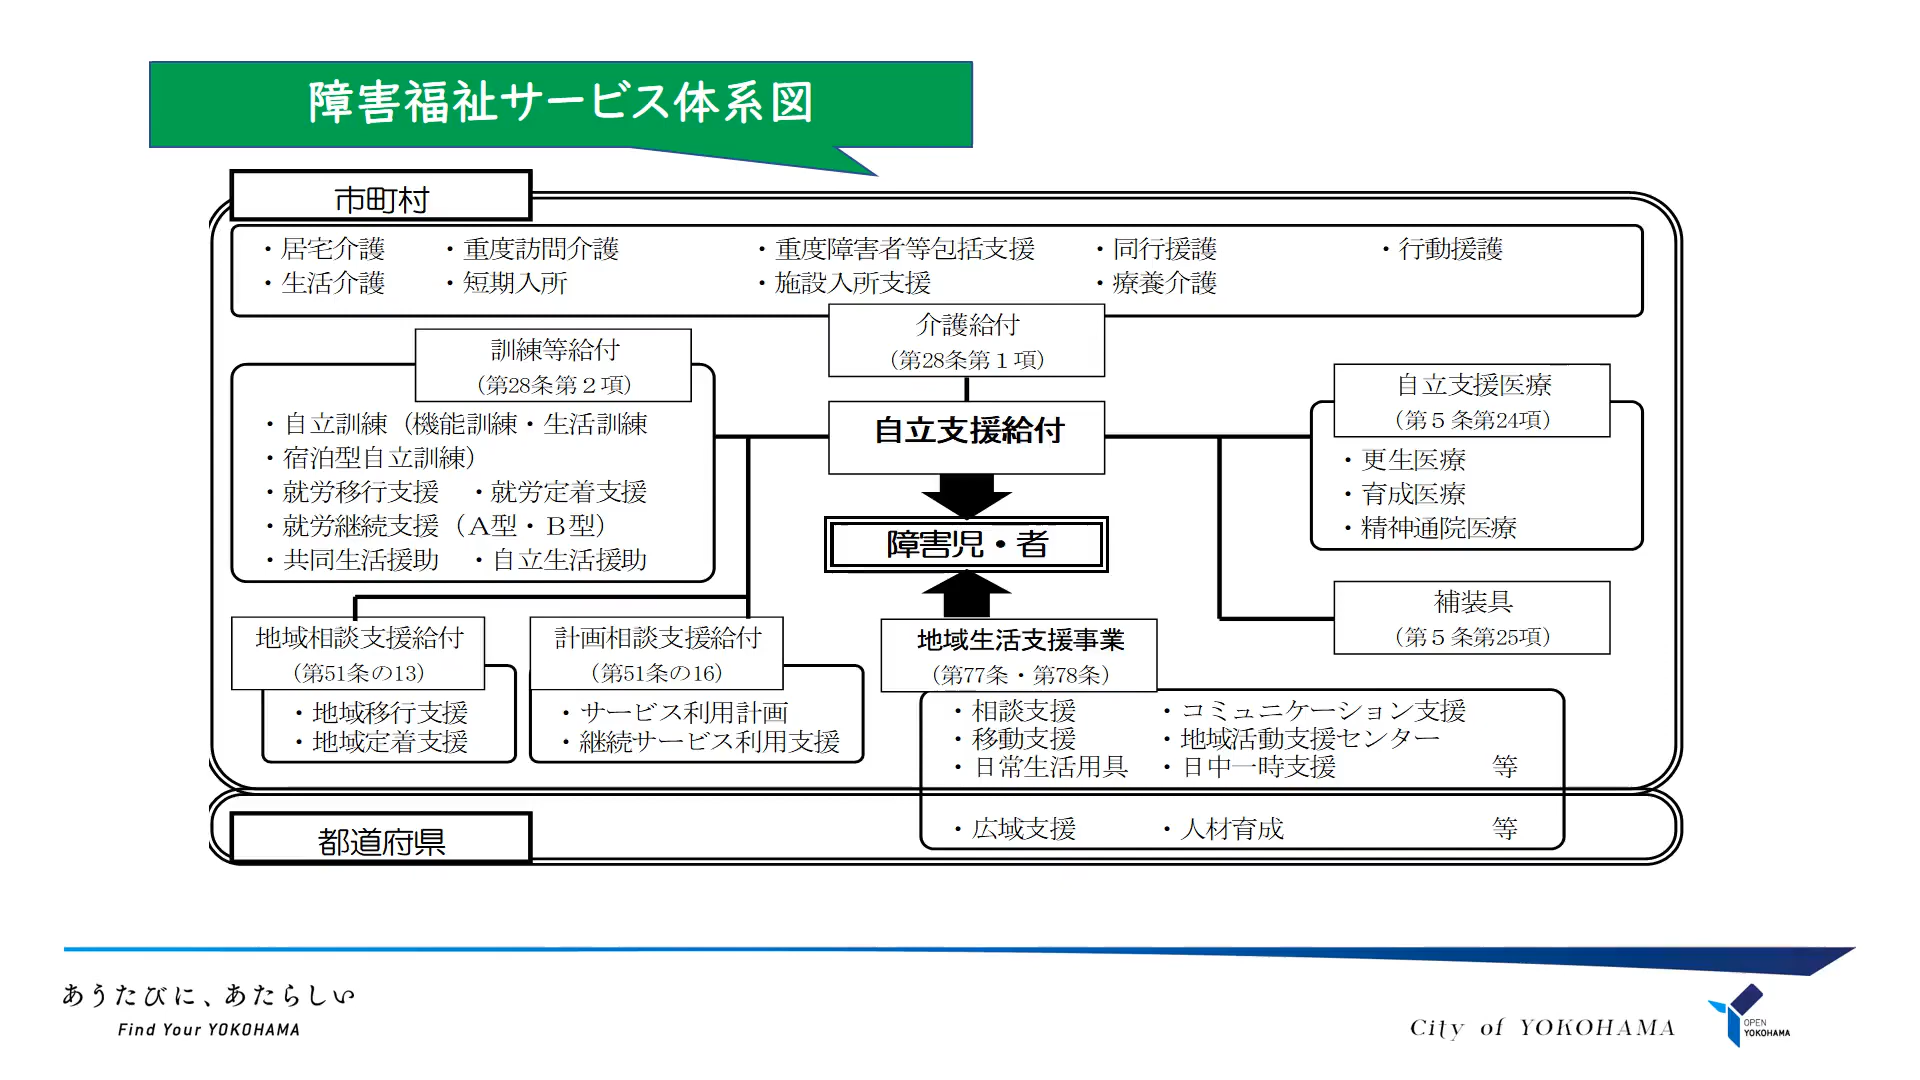 障害福祉サービス体系図
市町村
・居宅介護 ・重度訪問介護 ・重度障害者等包括支援 ・同行援護 ・行動援護
・生活介護 ・短期入所 ・施設入所支援 ・療養介護
介護給付
（第28条第１項）
訓練等給付
（第28条第２項）
・自立訓練（機能訓練・生活訓練
・宿泊型自立訓練）
・就労移行支援 ・就労定着支援
・就労継続支援（Ａ型・Ｂ型）
・共同生活援助 ・自立生活援助
自立支援給付
障害児・者
自立支援医療
（第５条第24項）
・更生医療
・育成医療
・精神通院医療
補装具
（第５条第25項）
地域相談支援給付
（第51条の13）
・地域移行支援
・地域定着支援
計画相談支援給付
（第51条の16）
・サービス利用計画
・継続サービス利用支援
地域生活支援事業
（第77条・第78条）
・相談支援 ・コミュニケーション支援
・移動支援 ・地域活動支援センター
・日常生活用具 ・日中一時支援 等
都道府県
・広域支援 ・人材育成 等
あうたびに、あたらしい
Find Your YOKOHAMA
City of YOKOHAMA
OPEN
YOKOHAMA